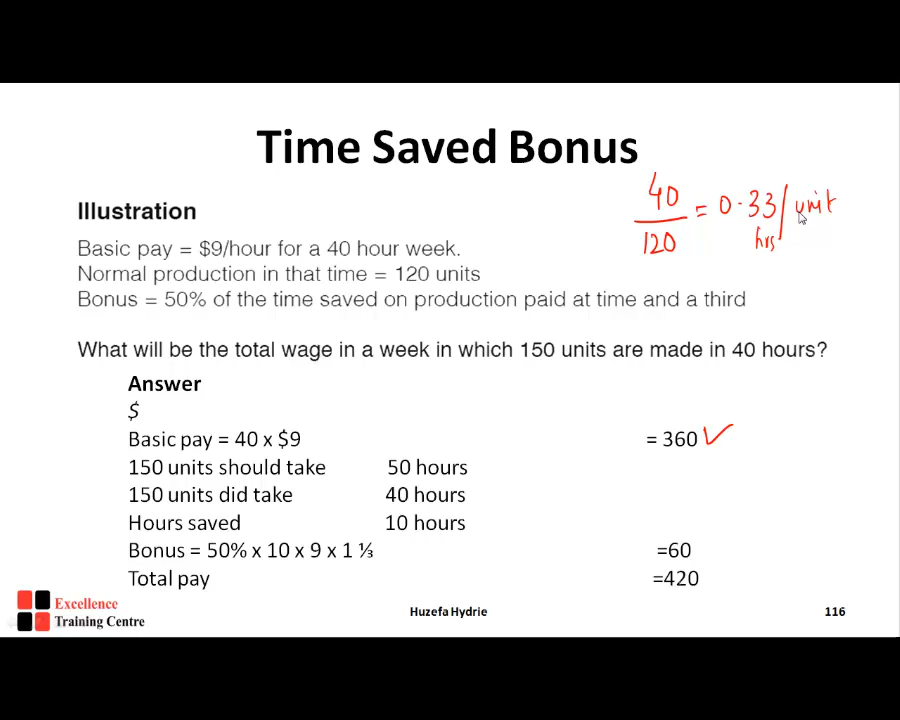 Time Saved Bonus
40
120
= 0.33/unit
hrs
Illustration
Basic pay = $9/hour for a 40 hour week.
Normal production in that time = 120 units
Bonus = 50% of the time saved on production paid at time and a third
What will be the total wage in a week in which 150 units are made in 40 hours?
Answer
$
Basic pay = 40 x $9 = 360 ✓
150 units should take 50 hours
150 units did take 40 hours
Hours saved 10 hours
Bonus = 50% x 10 x 9 x 1 ⅓ =60
Total pay =420
Excellence
Training Centre
Huzefa Hydrie
116